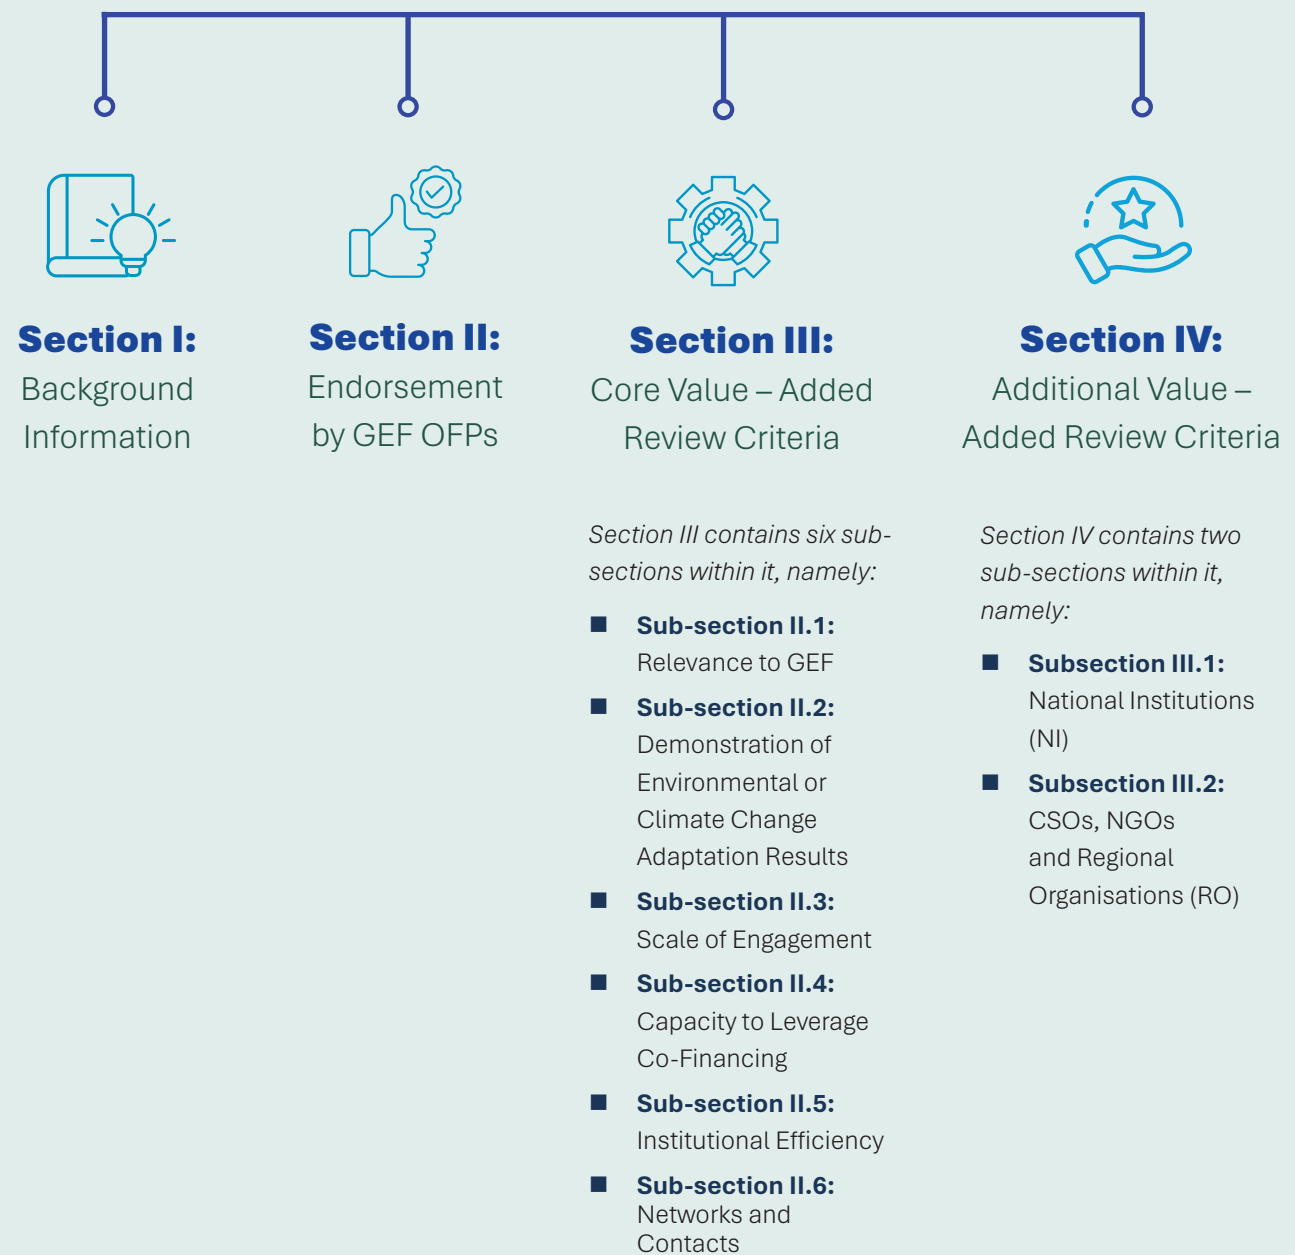 Section I:
Background
Information
Section II:
Endorsement
by GEF OFPs
Section III:
Core Value – Added
Review Criteria
Section III contains six sub-
sections within it, namely:
Sub-section II.1:
Relevance to GEF
Sub-section II.2:
Demonstration of
Environmental or
Climate Change
Adaptation Results
Sub-section II.3:
Scale of Engagement
Sub-section II.4:
Capacity to Leverage
Co-Financing
Sub-section II.5:
Institutional Efficiency
Sub-section II.6:
Networks and
Contacts
Section IV:
Additional Value –
Added Review Criteria
Section IV contains two
sub-sections within it,
namely:
Subsection III.1:
National Institutions
(NI)
Subsection III.2:
CSOs, NGOs
and Regional
Organisations (RO)